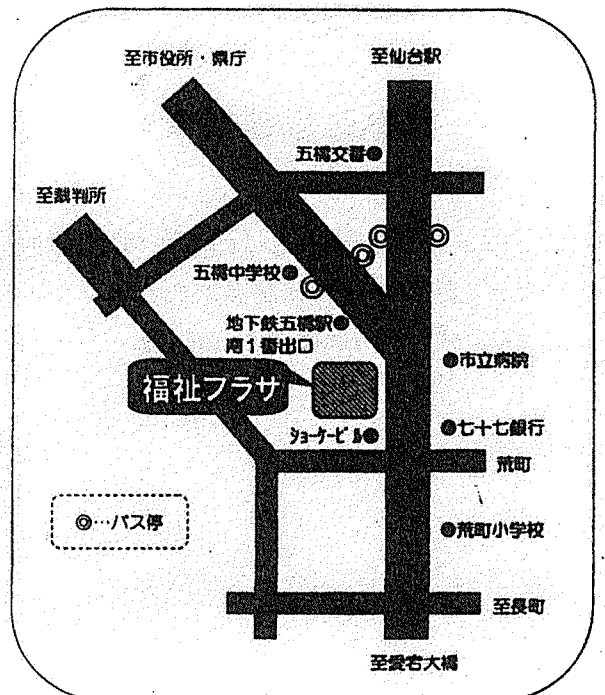 至市役所・県庁
至仙台駅
五橋交番
至裁判所
五橋中学校
地下鉄五橋駅
南1番出口
市立病院
福祉プラザ
ショーケービル
七十七銀行
荒町
◎…バス停
荒町小学校
至長町
至愛宕大橋